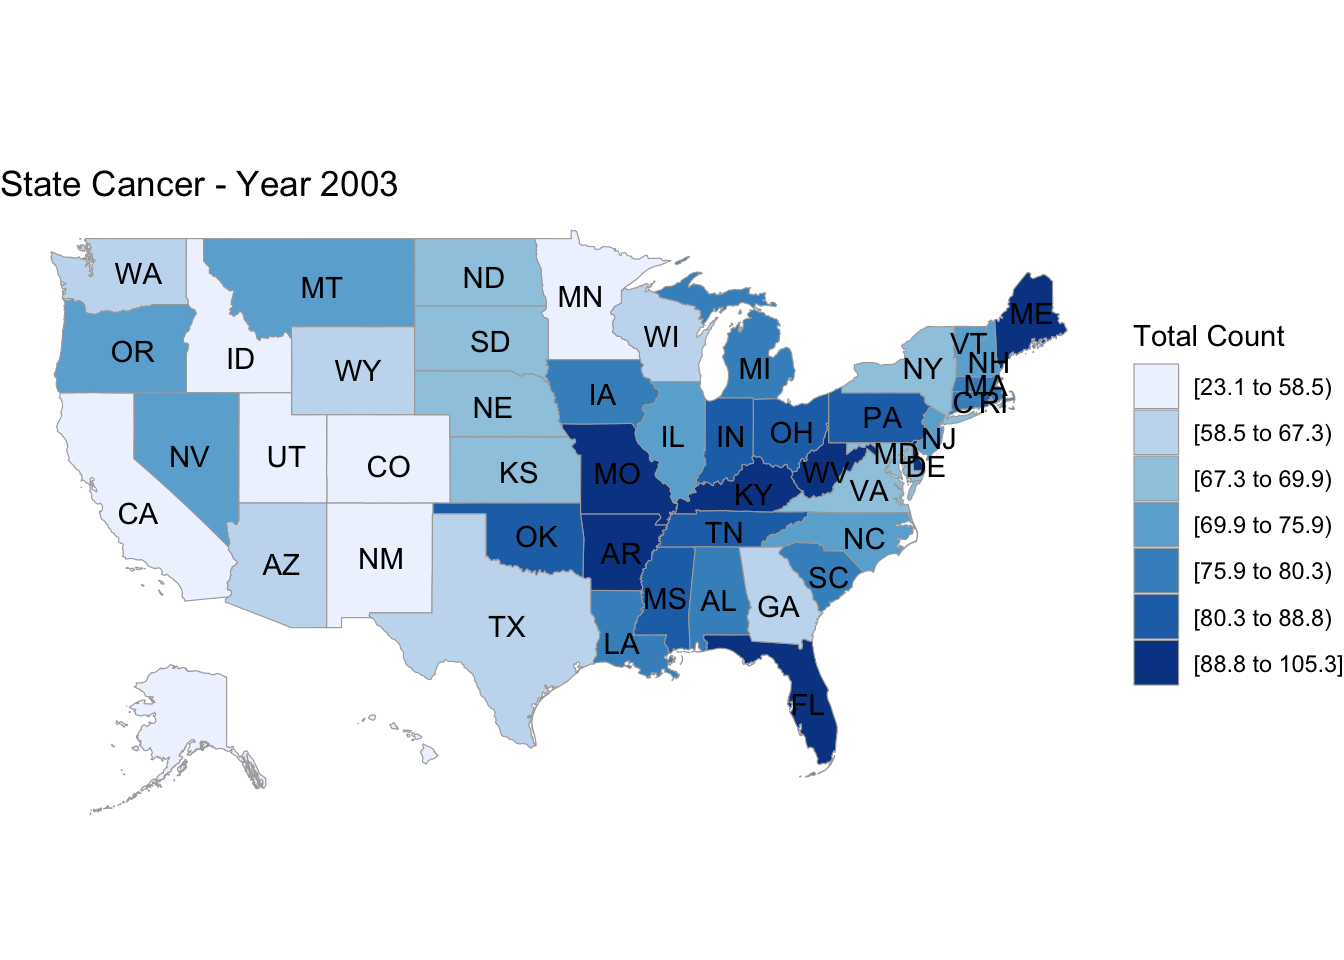 State Cancer - Year 2003
WA
MT
ND
MN
ME
OR
ID
WY
SD
WI
MI
NY
VT
NH
MA
CT
RI
NE
IA
PA
NV
UT
CO
KS
MO
IL
IN
OH
NJ
MD
DE
WV
VA
KY
CA
AZ
NM
OK
AR
TN
NC
SC
TX
LA
MS
AL
GA
FL
Total Count
[23.1 to 58.5)
[58.5 to 67.3)
[67.3 to 69.9)
[69.9 to 75.9)
[75.9 to 80.3)
[80.3 to 88.8)
[88.8 to 105.3]